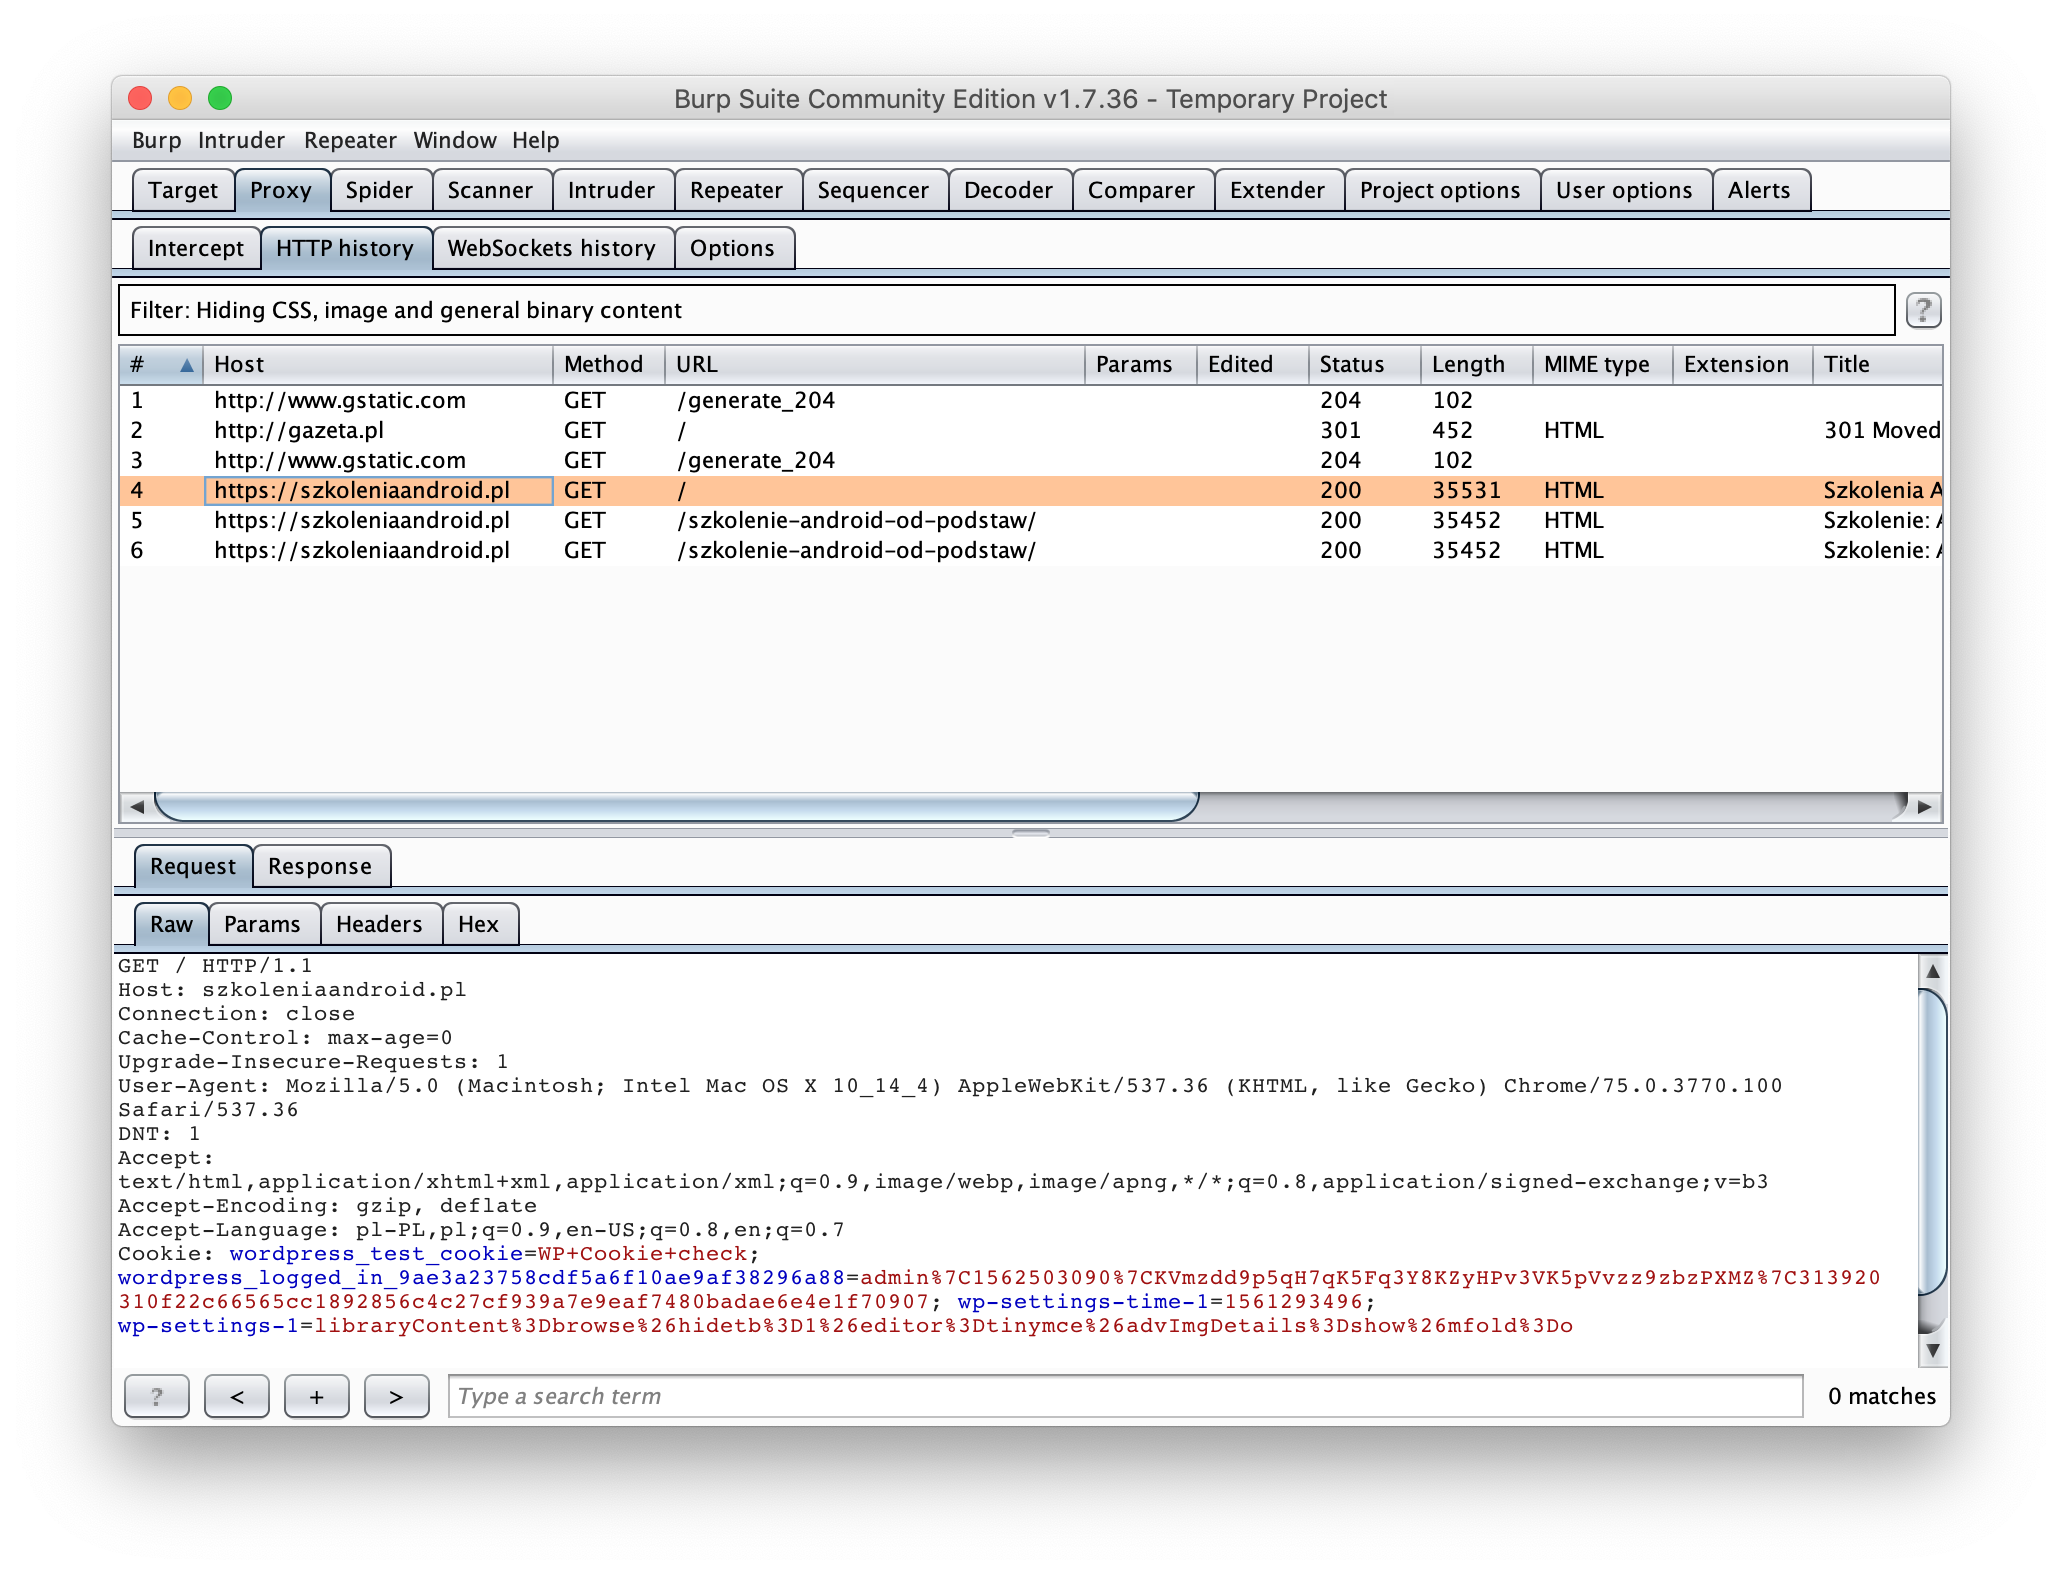 Burp Suite Community Edition v1.7.36 - Temporary Project
Burp Intruder Repeater Window Help
Target Proxy Spider Scanner Intruder Repeater Sequencer Decoder Comparer Extender Project options User options Alerts
Intercept HTTP history WebSockets history Options
Filter: Hiding CSS, image and general binary content ?
# Host Method URL Params Edited Status Length MIME type Extension Title
1 http://www.gstatic.com GET /generate_204 204 102
2 http://gazeta.pl GET / 301 452 HTML 301 Moved
3 http://www.gstatic.com GET /generate_204 204 102
4 https://szkoleniaandroid.pl GET / 200 35531 HTML Szkolenia A
5 https://szkoleniaandroid.pl GET /szkolenie-android-od-podstaw/ 200 35452 HTML Szkolenie: A
6 https://szkoleniaandroid.pl GET /szkolenie-android-od-podstaw/ 200 35452 HTML Szkolenie: A
Request Response
Raw Params Headers Hex
GET / HTTP/1.1
Host: szkoleniaandroid.pl
Connection: close
Cache-Control: max-age=0
Upgrade-Insecure-Requests: 1
User-Agent: Mozilla/5.0 (Macintosh; Intel Mac OS X 10_14_4) AppleWebKit/537.36 (KHTML, like Gecko) Chrome/75.0.3770.100
Safari/537.36
DNT: 1
Accept:
text/html,application/xhtml+xml,application/xml;q=0.9,image/webp,image/apng,*/*;q=0.8,application/signed-exchange;v=b3
Accept-Encoding: gzip, deflate
Accept-Language: pl-PL,pl;q=0.9,en-US;q=0.8,en;q=0.7
Cookie: wordpress_test_cookie=WP+Cookie+check;
wordpress_logged_in_9ae3a23758cdf5a6f10ae9af38296a88=admin%7C1562503090%7CKVmzdd9p5qH7qK5Fq3Y8KZyHPv3VK5pVvzz9zbzPXMZ%7C313920
310f22c66565cc1892856c4c27cf939a7e9eaf7480badae6e4e1f70907; wp-settings-time-1=1561293496;
wp-settings-1=libraryContent%3Dbrowse%26hidetb%3D1%26editor%3Dtinymce%26advImgDetails%3Dshow%26mfold%3Do
? < + > Type a search term 0 matches